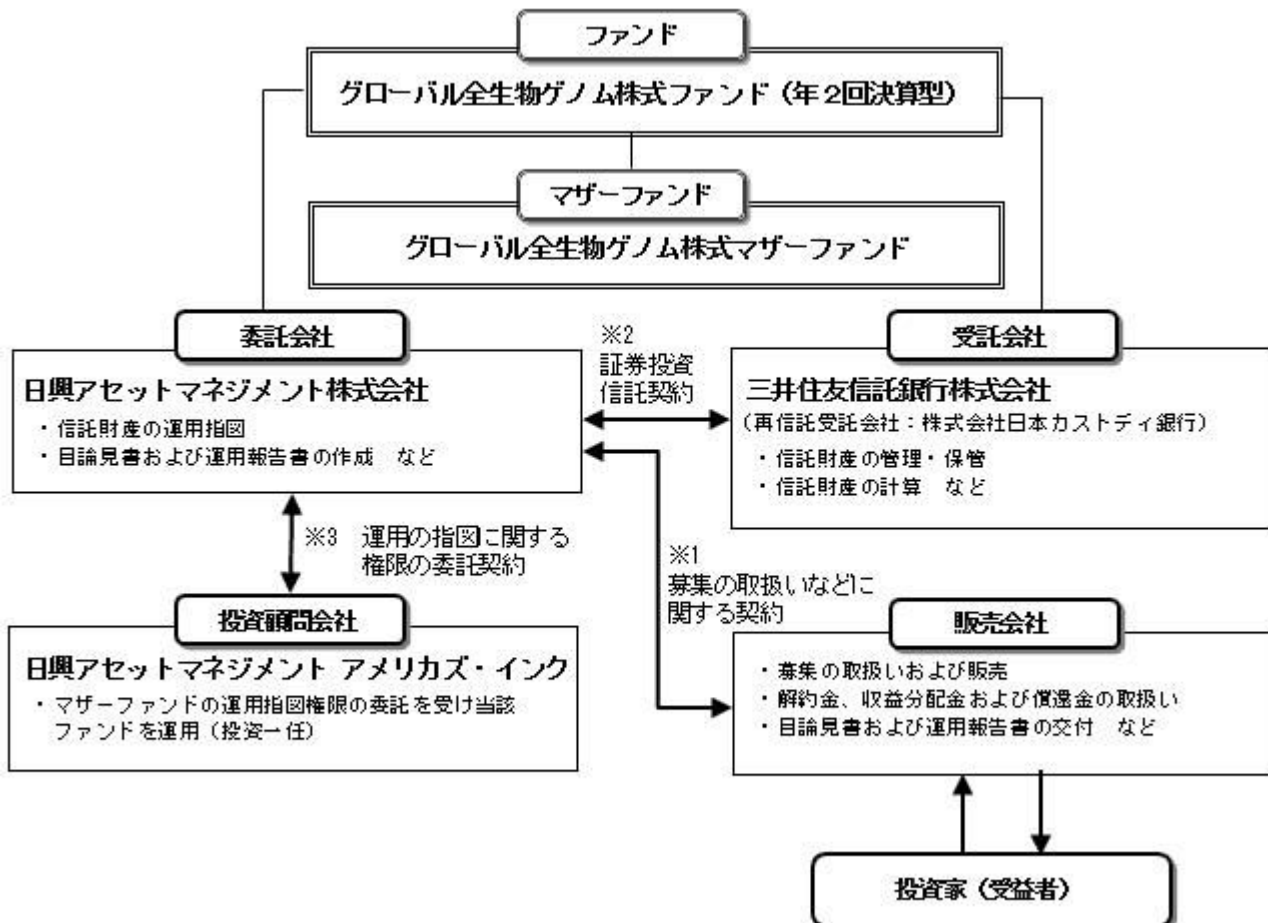 ファンド
グローバル全生物ゲノム株式ファンド（年２回決算型）
マザーファンド
グローバル全生物ゲノム株式マザーファンド
委託会社
日興アセットマネジメント株式会社
・信託財産の運用指図
・目論見書および運用報告書の作成　など
※2
証券投資
信託契約
受託会社
三井住友信託銀行株式会社
（再信託受託会社：株式会社日本カストディ銀行）
・信託財産の管理・保管
・信託財産の計算　など
※3　運用の指図に関する
権限の委託契約
※1
募集の取扱いなどに
関する契約
投資顧問会社
日興アセットマネジメント アメリカズ・インク
・マザーファンドの運用指図権限の委託を受け当該
ファンドを運用（投資一任）
販売会社
・募集の取扱いおよび販売
・解約金、収益分配金および償還金の取扱い
・目論見書および運用報告書の交付　など
投資家（受益者）